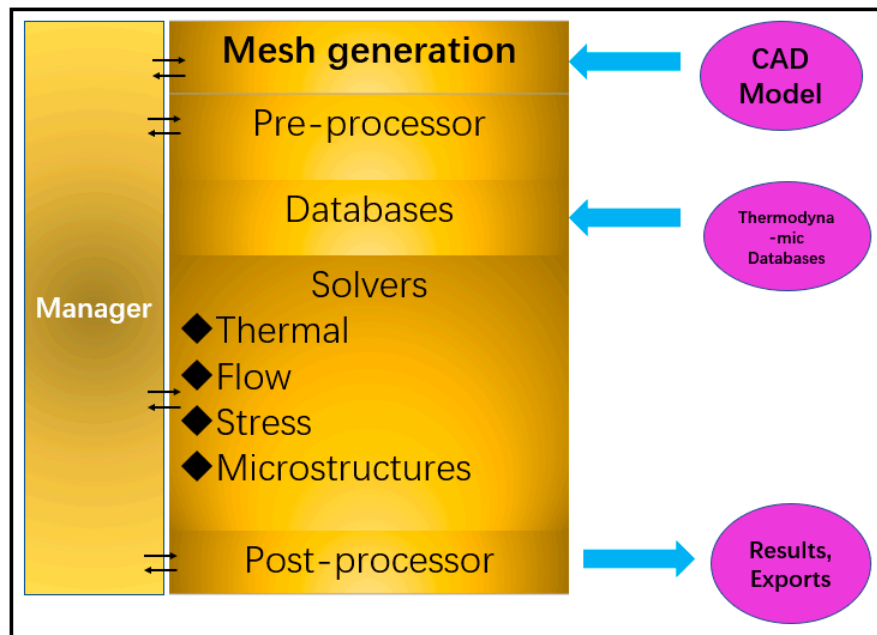 Mesh generation
CAD
Model
Pre-processor
Databases
Thermodyna
-mic
Databases
Solvers
Manager
◆Thermal
◆Flow
◆Stress
◆Microstructures
Post-processor
Results,
Exports